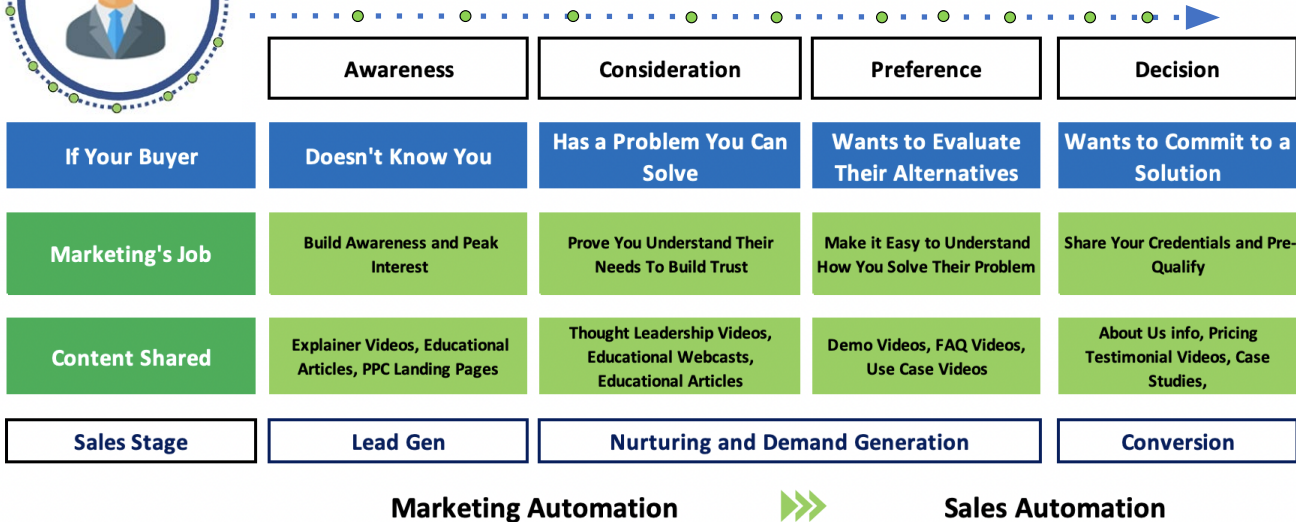 Awareness
Consideration
Preference
Decision
If Your Buyer
Doesn't Know You
Has a Problem You Can
Solve
Wants to Evaluate
Their Alternatives
Wants to Commit to a
Solution
Marketing's Job
Build Awareness and Peak
Interest
Prove You Understand Their
Needs To Build Trust
Make it Easy to Understand
How You Solve Their Problem
Share Your Credentials and Pre-
Qualify
Content Shared
Explainer Videos, Educational
Articles, PPC Landing Pages
Thought Leadership Videos,
Educational Webcasts,
Educational Articles
Demo Videos, FAQ Videos,
Use Case Videos
About Us info, Pricing
Testimonial Videos, Case
Studies,
Sales Stage
Lead Gen
Nurturing and Demand Generation
Conversion
Marketing Automation
Sales Automation